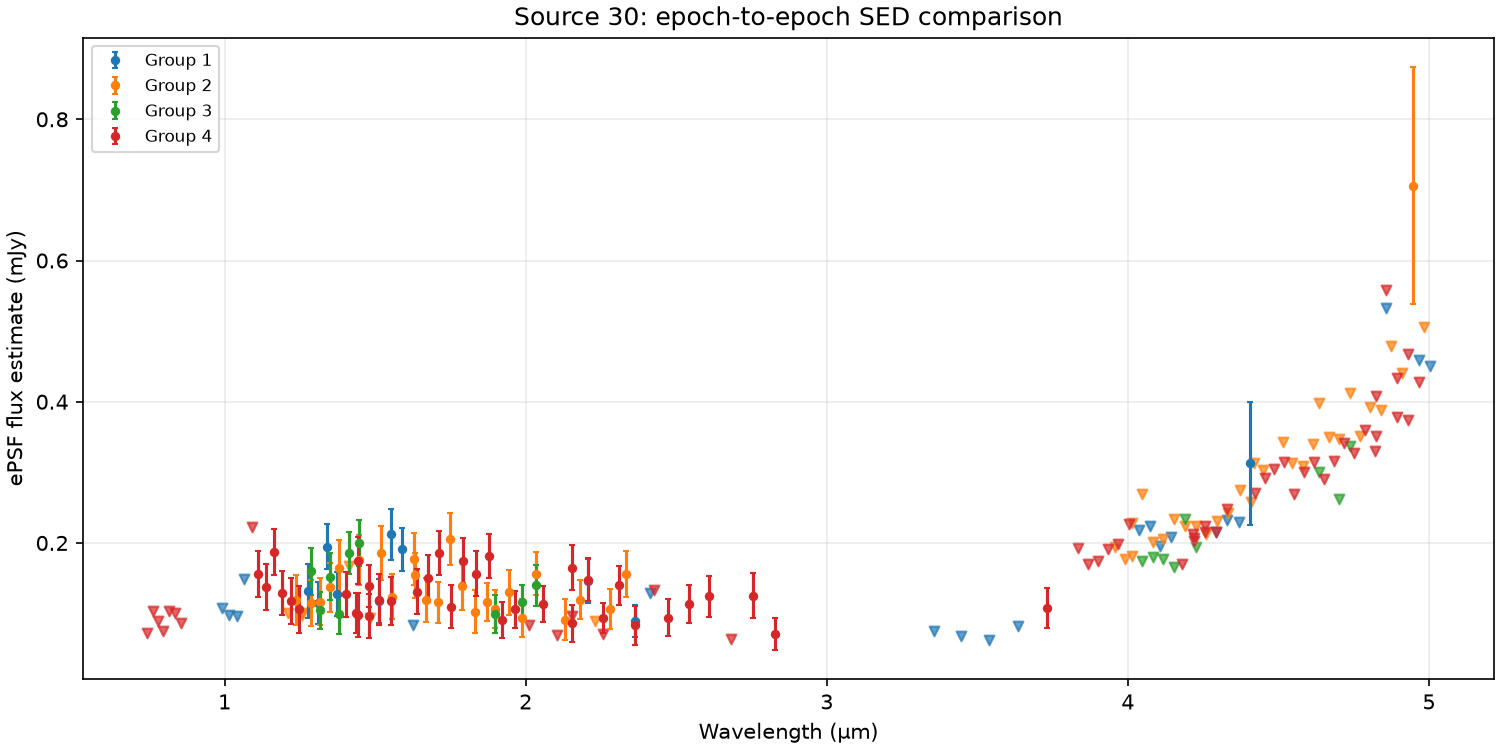 Source 30: epoch-to-epoch SED comparison
Group 1
Group 2
Group 3
Group 4
ePSF flux estimate (mJy)
0.8
0.6
0.4
0.2
1 2 3 4 5
Wavelength (μm)